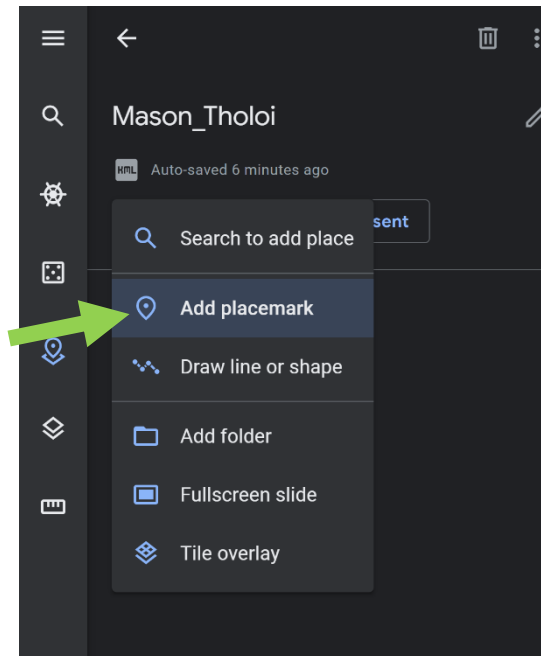 Mason_Tholoi
KML Auto-saved 6 minutes ago
sent
Search to add place
Add placemark
Draw line or shape
Add folder
Fullscreen slide
Tile overlay